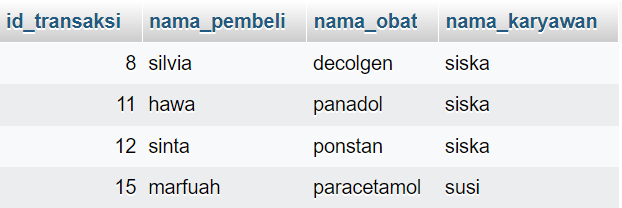 id_transaksi nama_pembeli nama_obat nama_karyawan
8 silvia decolgen siska
11 hawa panadol siska
12 sinta ponstan siska
15 marfuah paracetamol susi